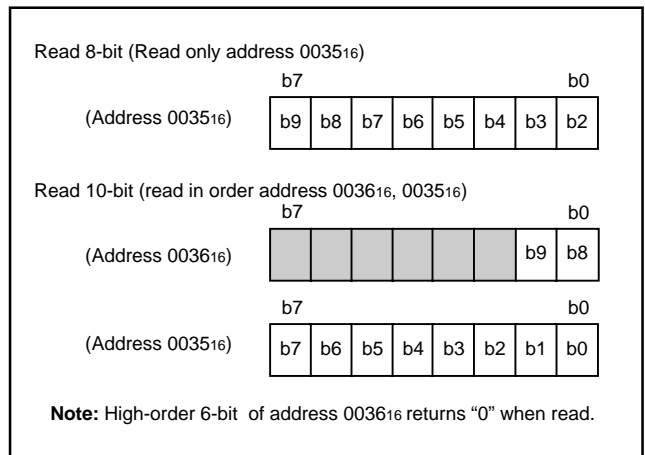 Read 8-bit (Read only address 003516)
b7 b0
(Address 003516) b9 b8 b7 b6 b5 b4 b3 b2
Read 10-bit (read in order address 003616, 003516)
b7 b0
(Address 003616) b9 b8
b7 b0
(Address 003516) b7 b6 b5 b4 b3 b2 b1 b0
Note: High-order 6-bit of address 003616 returns “0” when read.